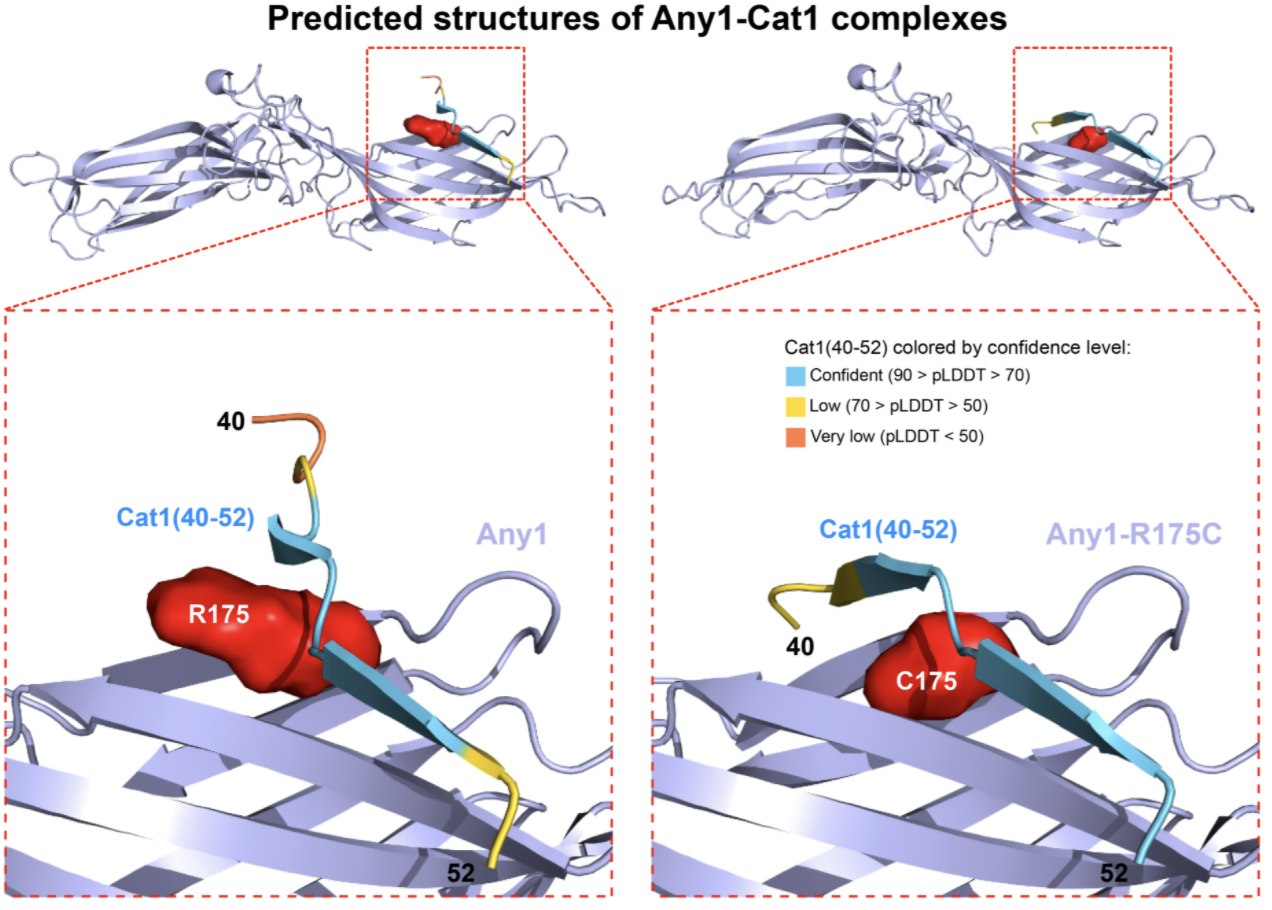 Predicted structures of Any1-Cat1 complexes
40
Cat1(40-52)
Any1
R175
52
Cat1(40-52) colored by confidence level:
Confident (90 > pLDDT > 70)
Low (70 > pLDDT > 50)
Very low (pLDDT < 50)
Cat1(40-52)
Any1-R175C
40
C175
52